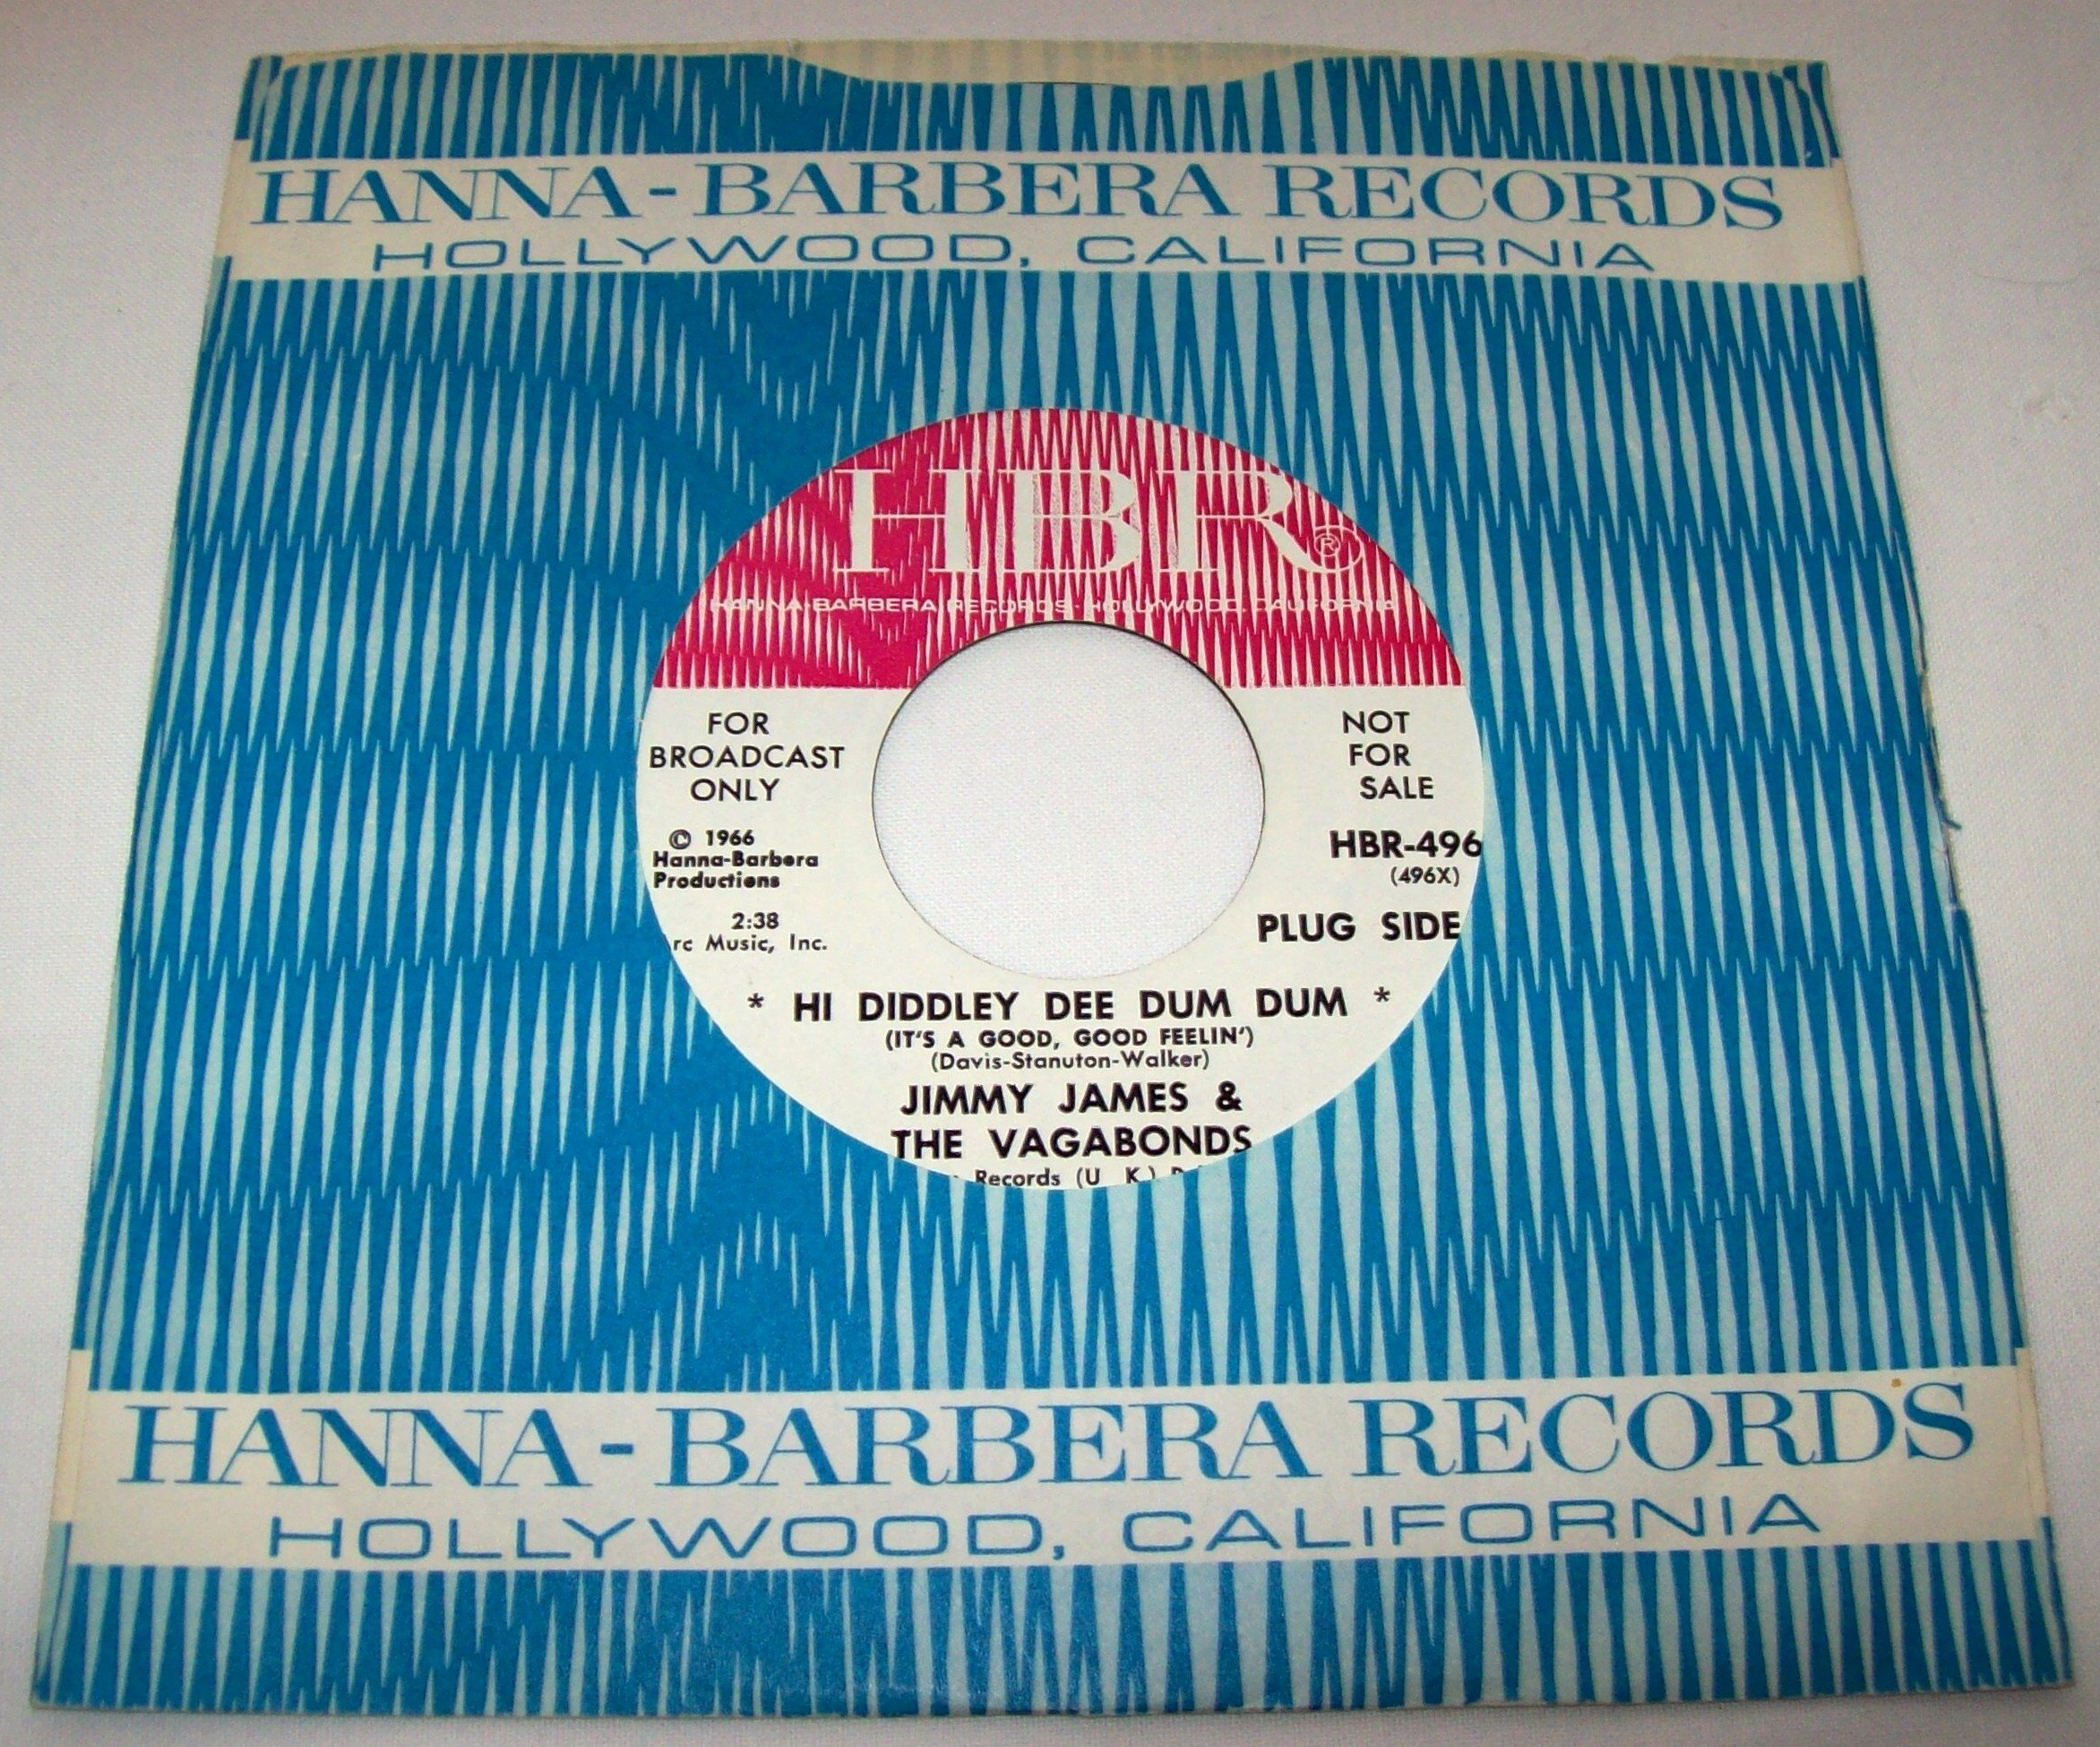 HANNA-BARBERA RECORDS
HOLLYWOOD, CALIFORNIA
HBR®
HANNA-BARBERA RECORDS · HOLLYWOOD, CALIFORNIA
FOR
BROADCAST
ONLY
© 1966
Hanna-Barbera
Productions
2:38
Music, Inc.
NOT
FOR
SALE
HBR-496
(496X)
PLUG SIDE
* HI DIDDLEY DEE DUM DUM *
(IT'S A GOOD, GOOD FEELIN')
(Davis-Stanuton-Walker)
JIMMY JAMES &
THE VAGABONDS
Records (U K)
HANNA-BARBERA RECORDS
HOLLYWOOD, CALIFORNIA